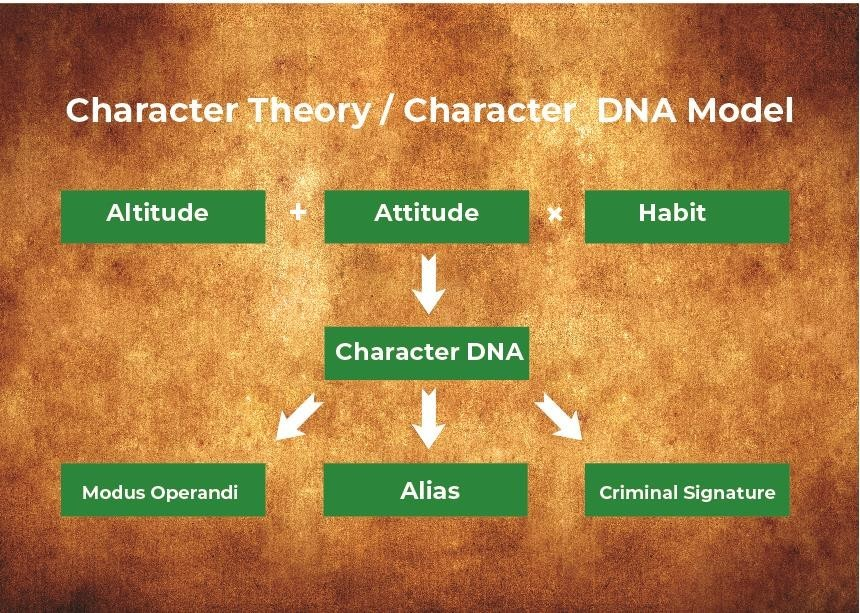 Character Theory / Character DNA Model
Altitude + Attitude × Habit
Character DNA
Modus Operandi Alias Criminal Signature